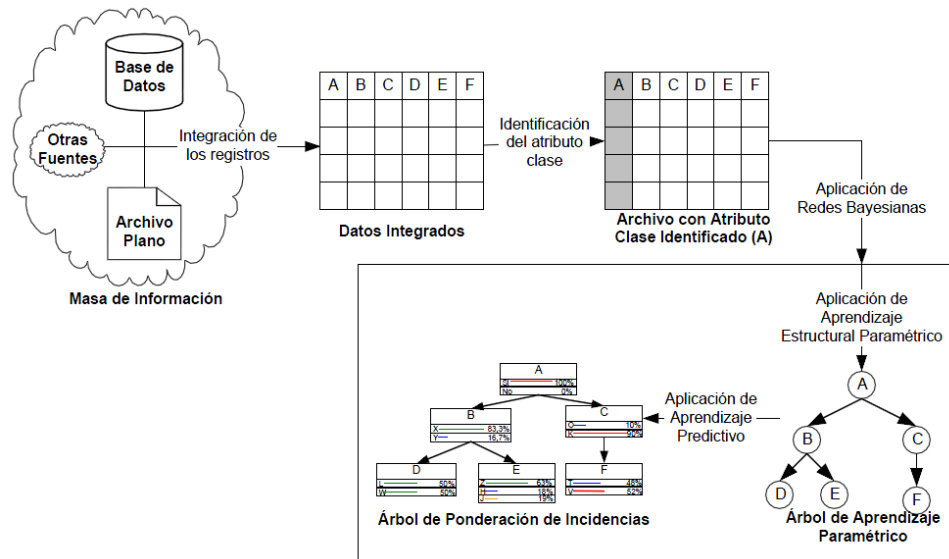 Base de
Datos
Otras
Fuentes
Archivo
Plano
Masa de Información
Integración de
los registros
A B C D E F
Datos Integrados
Identificación
del atributo
clase
A B C D E F
Archivo con Atributo
Clase Identificado (A)
Aplicación de
Redes Bayesianas
Aplicación de
Aprendizaje
Estructural Paramétrico
A
B
C
D
E
F
Árbol de Aprendizaje
Paramétrico
Aplicación de
Aprendizaje
Predictivo
A
SI 100%
No 0%
B
X 83,3%
Y 16,7%
C
O 10%
K 90%
D
L 50%
W 50%
E
Z 63%
H 18%
J 19%
F
T 48%
V 52%
Árbol de Ponderación de Incidencias